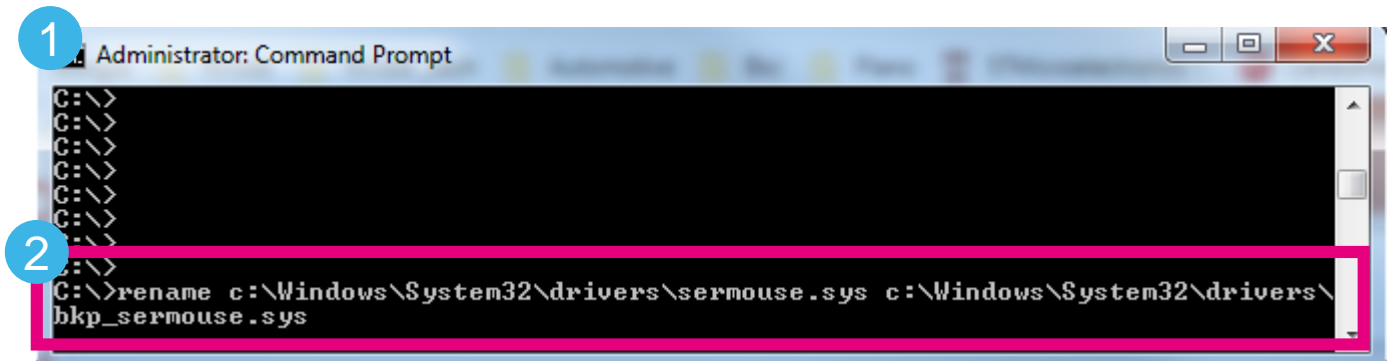 1
Administrator: Command Prompt
C:\>
C:\>
C:\>
C:\>
C:\>
C:\>
C:\>
2
C:\>
C:\>rename c:\Windows\System32\drivers\sermouse.sys c:\Windows\System32\drivers\
bkp_sermouse.sys